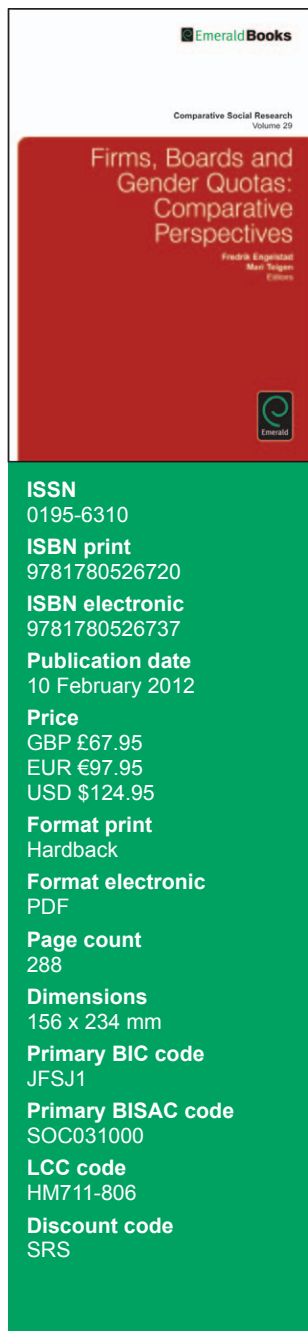 Emerald Books
Comparative Social Research
Volume 29
Firms, Boards and
Gender Quotas:
Comparative
Perspectives
Fredrik Engelstad
Mari Teigen
Editors
Emerald
ISSN
0195-6310
ISBN print
9781780526720
ISBN electronic
9781780526737
Publication date
10 February 2012
Price
GBP £67.95
EUR €97.95
USD $124.95
Format print
Hardback
Format electronic
PDF
Page count
288
Dimensions
156 x 234 mm
Primary BIC code
JFSJ1
Primary BISAC code
SOC031000
LCC code
HM711-806
Discount code
SRS